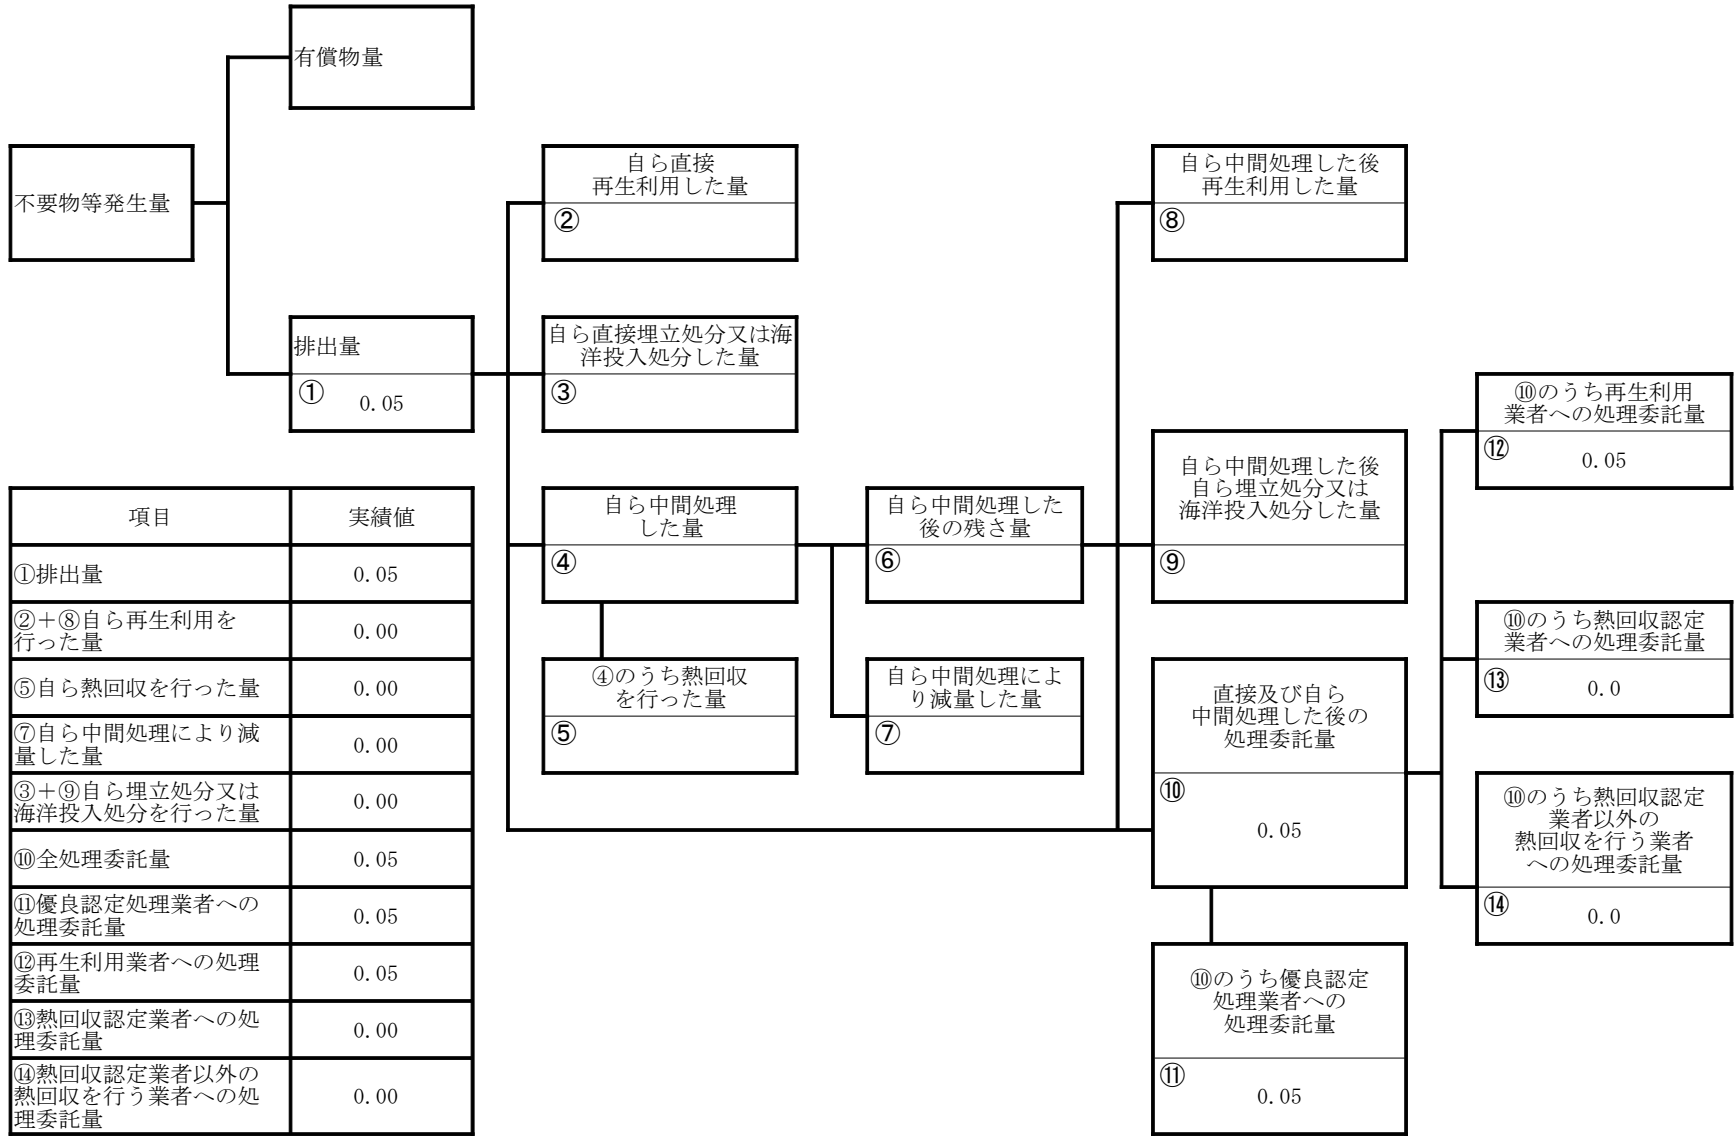 有償物量
不要物等発生量
排出量
①
0.05
自ら直接
再生利用した量
②
自ら直接埋立処分又は海
洋投入処分した量
③
自ら中間処理
した量
④
④のうち熱回収
を行った量
⑤
自ら中間処理した
後の残さ量
⑥
自ら中間処理によ
り減量した量
⑦
自ら中間処理した後
再生利用した量
⑧
自ら中間処理した後
自ら埋立処分又は
海洋投入処分した量
⑨
直接及び自ら
中間処理した後の
処理委託量
⑩
0.05
⑩のうち優良認定
処理業者への
処理委託量
⑪
0.05
⑩のうち再生利用
業者への処理委託量
⑫
0.05
⑩のうち熱回収認定
業者への処理委託量
⑬
0.0
⑩のうち熱回収認定
業者以外の
熱回収を行う業者
への処理委託量
⑭
0.0
項目 実績値
①排出量 0.05
②+⑧自ら再生利用を
行った量 0.00
⑤自ら熱回収を行った量 0.00
⑦自ら中間処理により減
量した量 0.00
③+⑨自ら埋立処分又は
海洋投入処分を行った量 0.00
⑩全処理委託量 0.05
⑪優良認定処理業者への
処理委託量 0.05
⑫再生利用業者への処理
委託量 0.05
⑬熱回収認定業者への処
理委託量 0.00
⑭熱回収認定業者以外の
熱回収を行う業者への処
理委託量 0.00